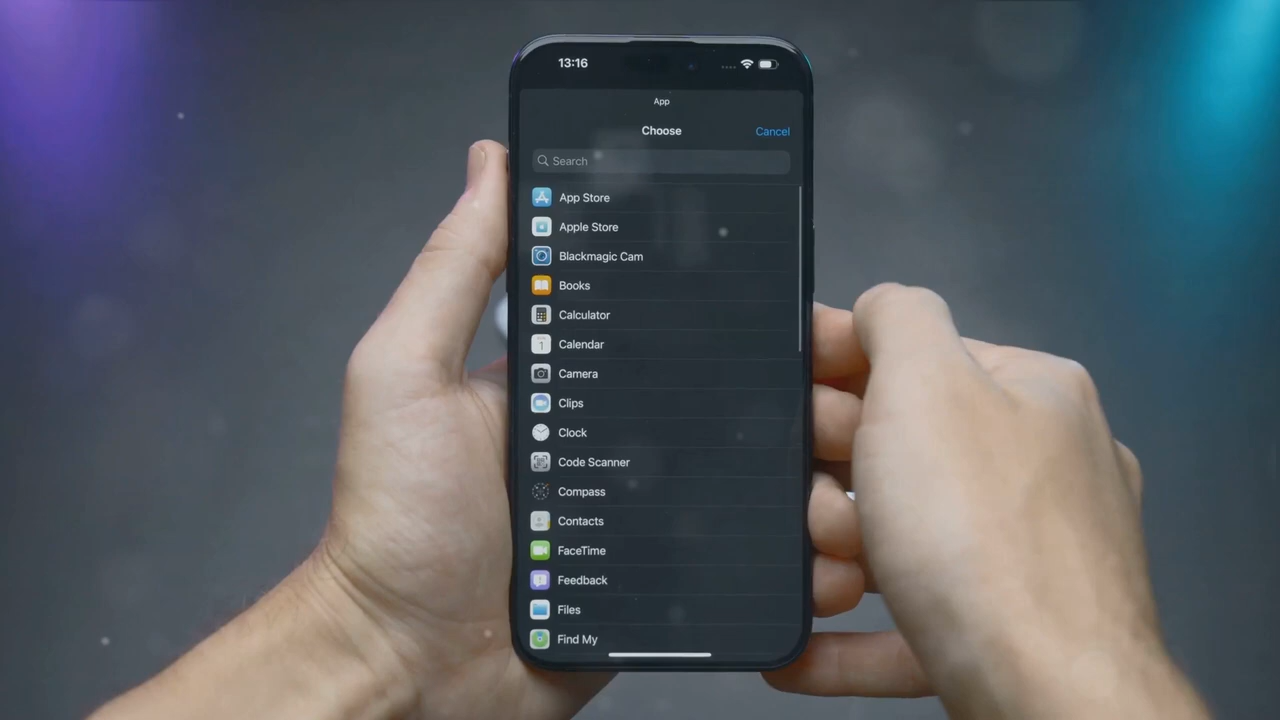 13:16
App
Choose
Cancel
Search
App Store
Apple Store
Blackmagic Cam
Books
Calculator
Calendar
1
Camera
Clips
Clock
Code Scanner
Compass
Contacts
FaceTime
Feedback
Files
Find My